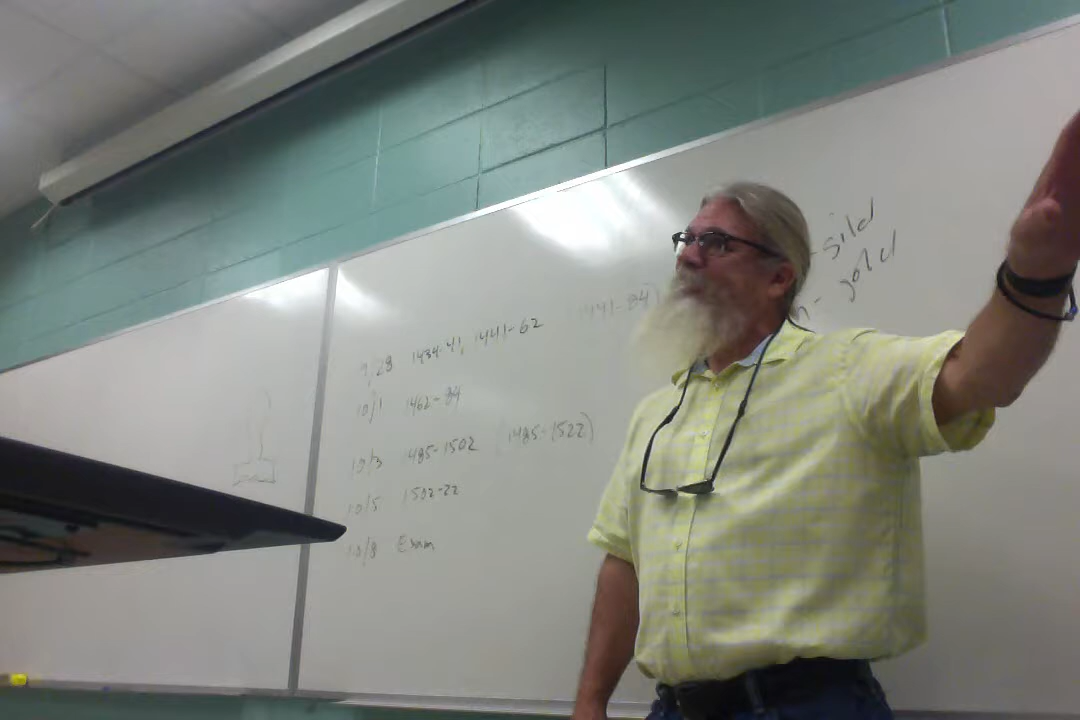 9/28 1434-41, 1441-62 (1441-84)
10/1 1462-84
10/3 1485-1502 (1485-1522)
10/5 1502-22
10/8 Exam
- sild
- gold